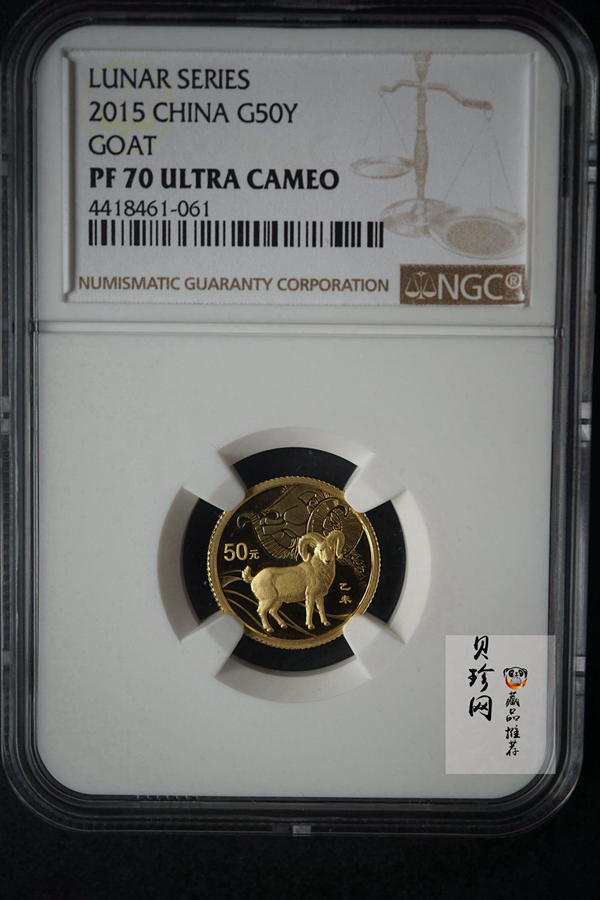 LUNAR SERIES
2015 CHINA G50Y
GOAT
PF 70 ULTRA CAMEO
4418461-061
NUMISMATIC GUARANTY CORPORATION
NGC®
50元
乙未
贝珍网
藏品推荐